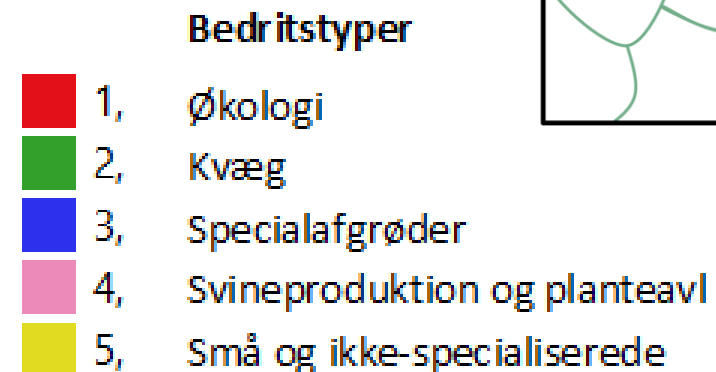 Bedritstyper
1, Økologi
2, Kvæg
3, Specialafgrøder
4, Svineproduktion og planteavl
5, Små og ikke-specialiserede